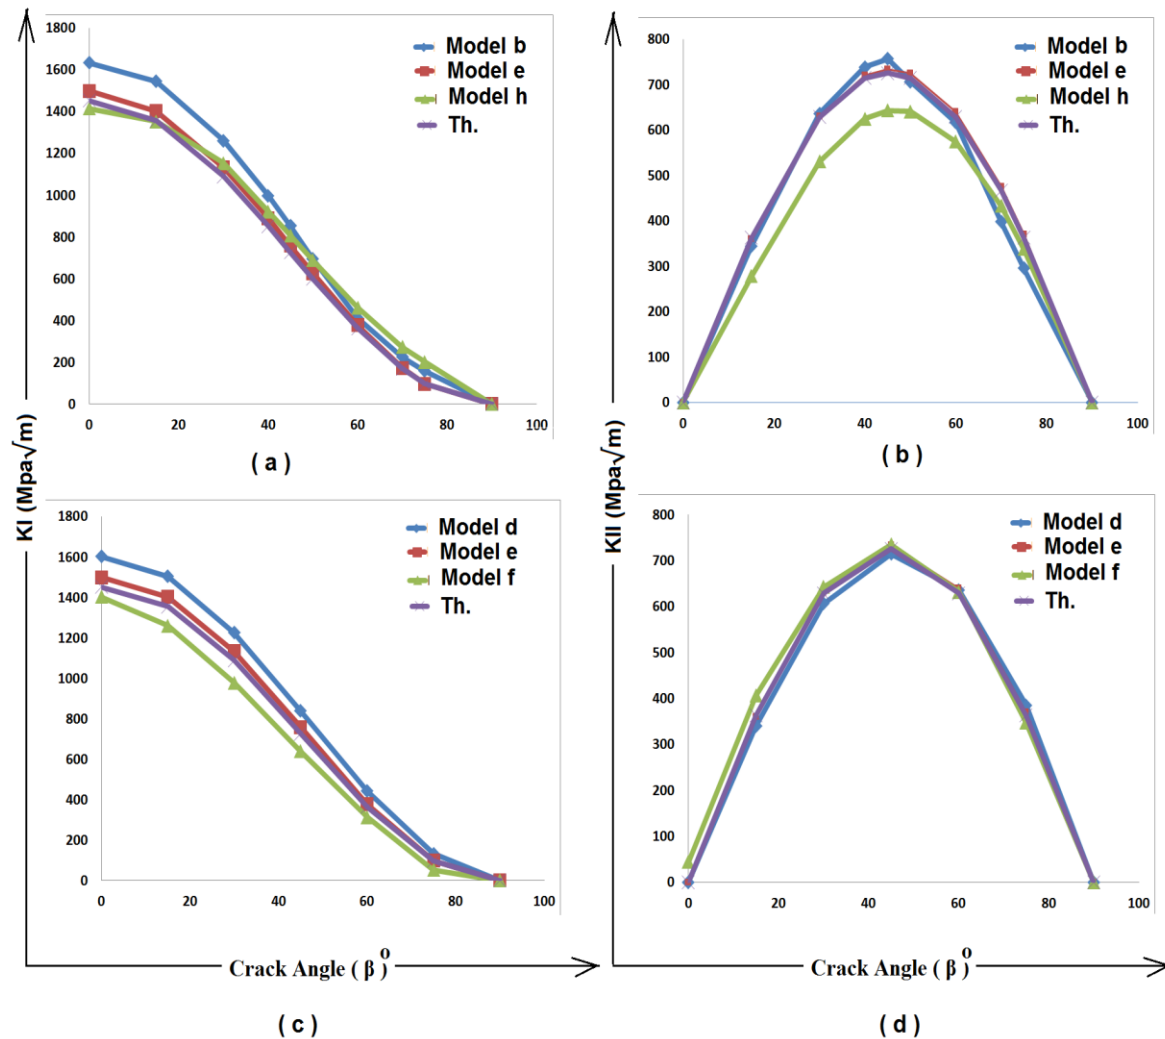 KI (Mpa√m)
1800
1600
1400
1200
1000
800
600
400
200
0
0 20 40 60 80 100
Model b
Model e
Model h
Th.
( a )
KII (Mpa√m)
800
700
600
500
400
300
200
100
0
0 20 40 60 80 100
Model b
Model e
Model h
Th.
( b )
1800
1600
1400
1200
1000
800
600
400
200
0
0 20 40 60 80 100
Model d
Model e
Model f
Th.
Crack Angle ( β )º
( c )
800
700
600
500
400
300
200
100
0
0 20 40 60 80 100
Model d
Model e
Model f
Th.
Crack Angle ( β )º
( d )